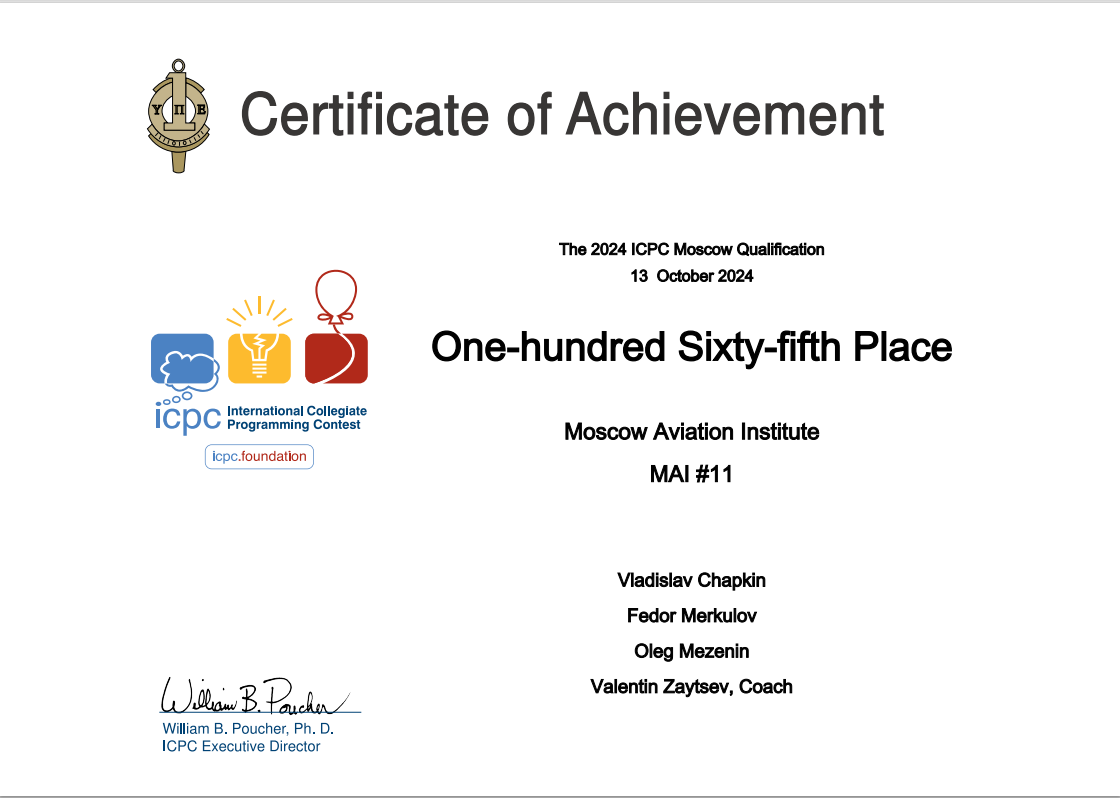 Υ Π Ε
Certificate of Achievement
The 2024 ICPC Moscow Qualification
13 October 2024
One-hundred Sixty-fifth Place
Moscow Aviation Institute
MAI #11
icpc International Collegiate
Programming Contest
icpc.foundation
Vladislav Chapkin
Fedor Merkulov
Oleg Mezenin
Valentin Zaytsev, Coach
William B. Poucher
William B. Poucher, Ph. D.
ICPC Executive Director